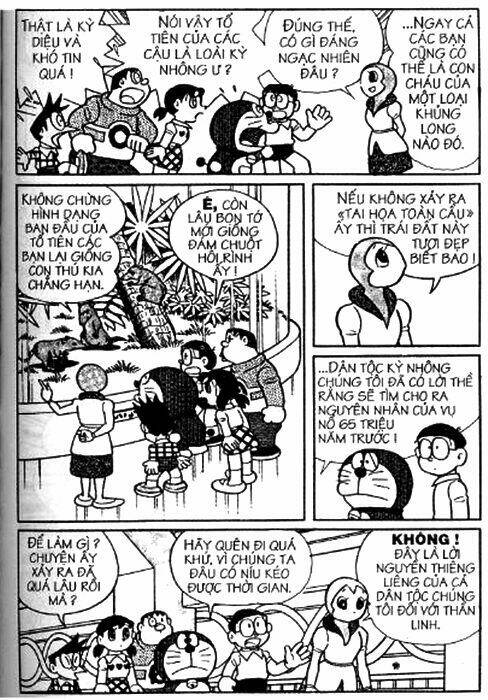 THẬT LÀ KỲ
DIỆU VÀ
KHÓ TIN
QUÁ !
NÓI VẬY TỔ
TIÊN CỦA CÁC
CẬU LÀ LOÀI KỲ
NHÔNG Ư ?
ĐÚNG THẾ,
CÓ GÌ ĐÁNG
NGẠC NHIÊN
ĐÂU ?
...NGAY CẢ
CÁC BẠN
CŨNG CÓ
THỂ LÀ CON
CHÁU CỦA
MỘT LOẠI
KHỦNG
LONG
NÀO ĐÓ.
KHÔNG CHỪNG
HÌNH DẠNG
BAN ĐẦU CỦA
TỔ TIÊN CÁC
BẠN LẠI GIỐNG
CON THÚ KIA
CHẲNG HẠN.
Ê, CÒN
LÂU BỌN TỚ
MỚI GIỐNG
ĐÁM CHUỘT
HÔI RÌNH
ẤY !
NẾU KHÔNG XẢY RA
«TAI HỌA TOÀN CẦU»
ẤY THÌ TRÁI ĐẤT NÀY
TƯƠI ĐẸP
BIẾT BAO !
...DÂN TỘC KỲ NHÔNG
CHÚNG TÔI ĐÃ CÓ LỜI THỀ
RẰNG SẼ TÌM CHO RA
NGUYÊN NHÂN CỦA VỤ
NỔ 65 TRIỆU
NĂM TRƯỚC !
ĐỂ LÀM GÌ ?
CHUYỆN ẤY
XẢY RA ĐÃ
QUÁ LÂU RỒI
MÀ ?
HÃY QUÊN ĐI QUÁ
KHỨ, VÌ CHÚNG TA
ĐÂU CÓ NÍU KÉO
ĐƯỢC THỜI GIAN.
KHÔNG !
ĐÂY LÀ LỜI
NGUYỀN THIÊNG
LIÊNG CỦA CẢ
DÂN TỘC CHÚNG
TÔI ĐỐI VỚI THẦN
LINH.